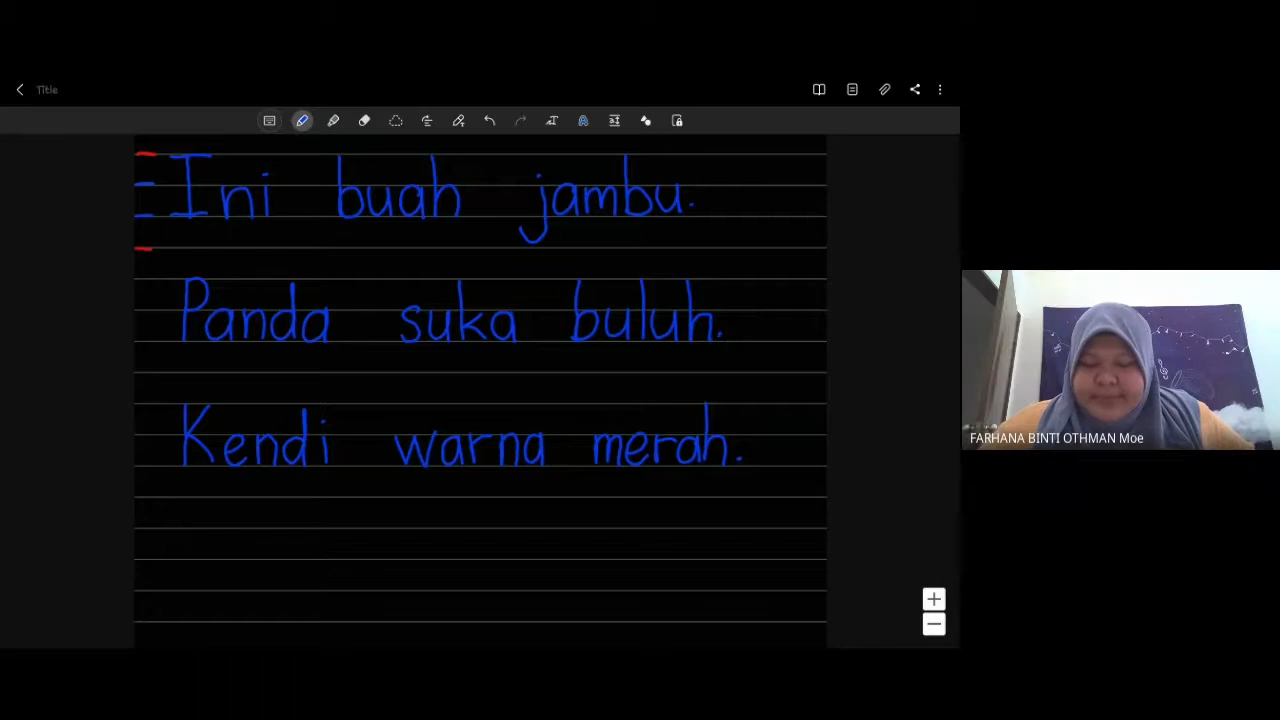 Title
Ini buah jambu.
Panda suka buluh.
Kendi warna merah.
FARHANA BINTI OTHMAN Moe